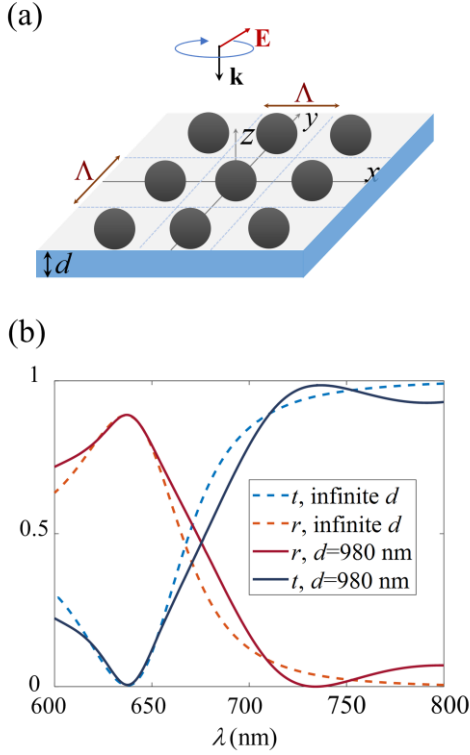 (a)
E
k
Λ
z
y
Λ
x
d
(b)
1
t, infinite d
r, infinite d
0.5
r, d=980 nm
t, d=980 nm
0
600
650
700
750
800
λ (nm)